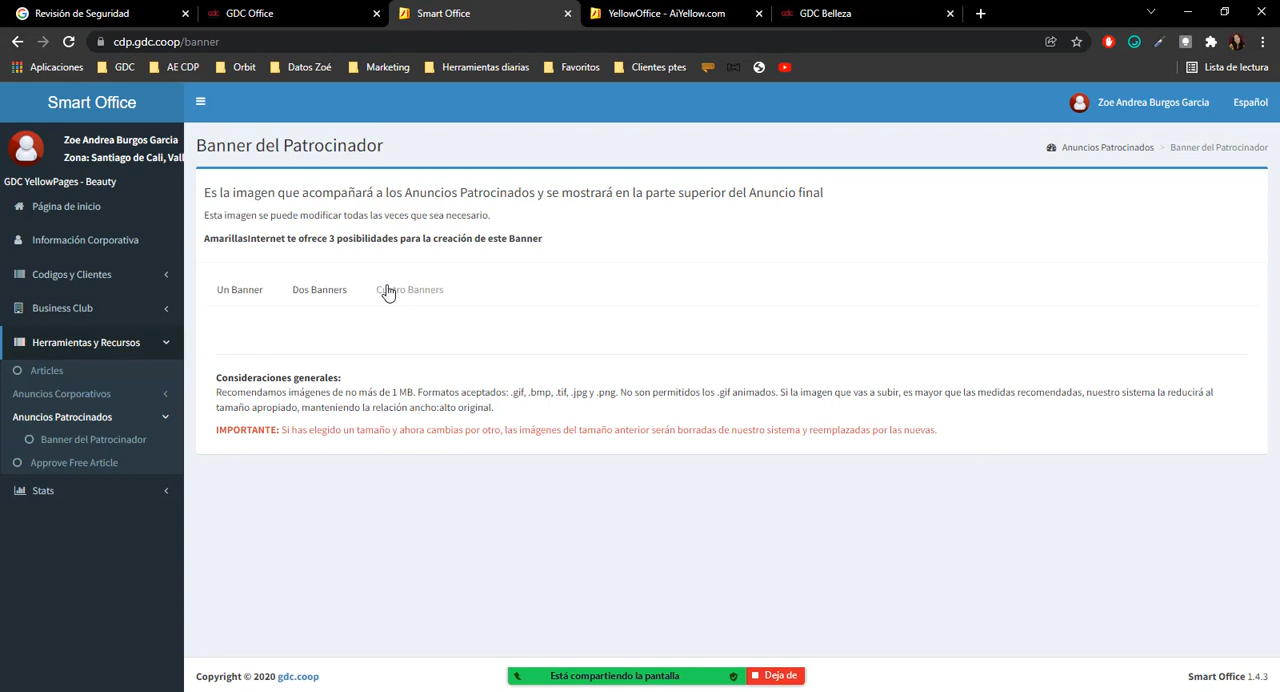 Revisión de Seguridad
GDC Office
Smart Office
YellowOffice - AiYellow.com
GDC Belleza
cdp.gdc.coop/banner
Aplicaciones
GDC
AE CDP
Orbit
Datos Zoé
Marketing
Herramientas diarias
Favoritos
Clientes ptes
Lista de lectura
Smart Office
Zoe Andrea Burgos Garcia
Español
Zoe Andrea Burgos Garcia
Zona: Santiago de Cali, Vall
GDC YellowPages - Beauty
Página de inicio
Información Corporativa
Codigos y Clientes
Business Club
Herramientas y Recursos
Articles
Anuncios Corporativos
Anuncios Patrocinados
Banner del Patrocinador
Approve Free Article
Stats
Banner del Patrocinador
Anuncios Patrocinados > Banner del Patrocinador
Es la imagen que acompañará a los Anuncios Patrocinados y se mostrará en la parte superior del Anuncio final
Esta imagen se puede modificar todas las veces que sea necesario.
AmarillasInternet te ofrece 3 posibilidades para la creación de este Banner
Un Banner
Dos Banners
Cuatro Banners
Consideraciones generales:
Recomendamos imágenes de no más de 1 MB. Formatos aceptados: .gif, .bmp, .tif, .jpg y .png. No son permitidos los .gif animados. Si la imagen que vas a subir, es mayor que las medidas recomendadas, nuestro sistema la reducirá al
tamaño apropiado, manteniendo la relación ancho:alto original.
IMPORTANTE: Si has elegido un tamaño y ahora cambias por otro, las imágenes del tamaño anterior serán borradas de nuestro sistema y reemplazadas por las nuevas.
Copyright © 2020 gdc.coop
Está compartiendo la pantalla
Deja de
Smart Office 1.4.3